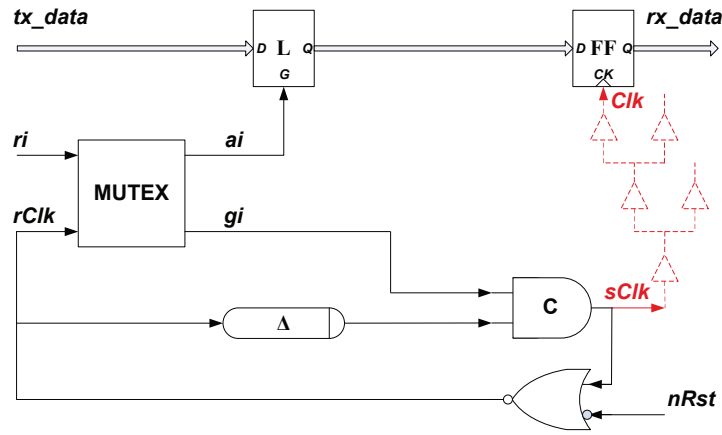 tx_data
rx_data
D L Q
G
D FF Q
CK
Clk
ri
ai
MUTEX
rClk
gi
sClk
C
Δ
nRst